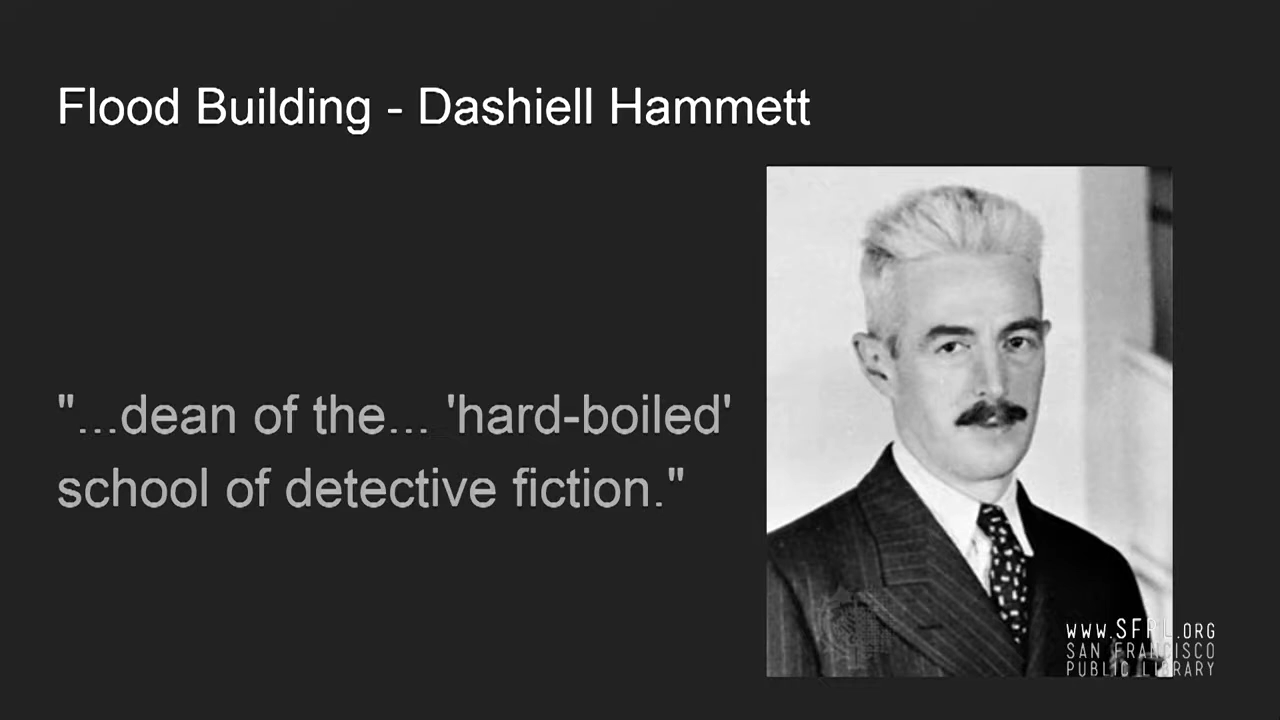 Flood Building - Dashiell Hammett
"...dean of the... 'hard-boiled'
school of detective fiction."
www.SFPL.ORG
SAN FRANCISCO
PUBLIC LIBRARY